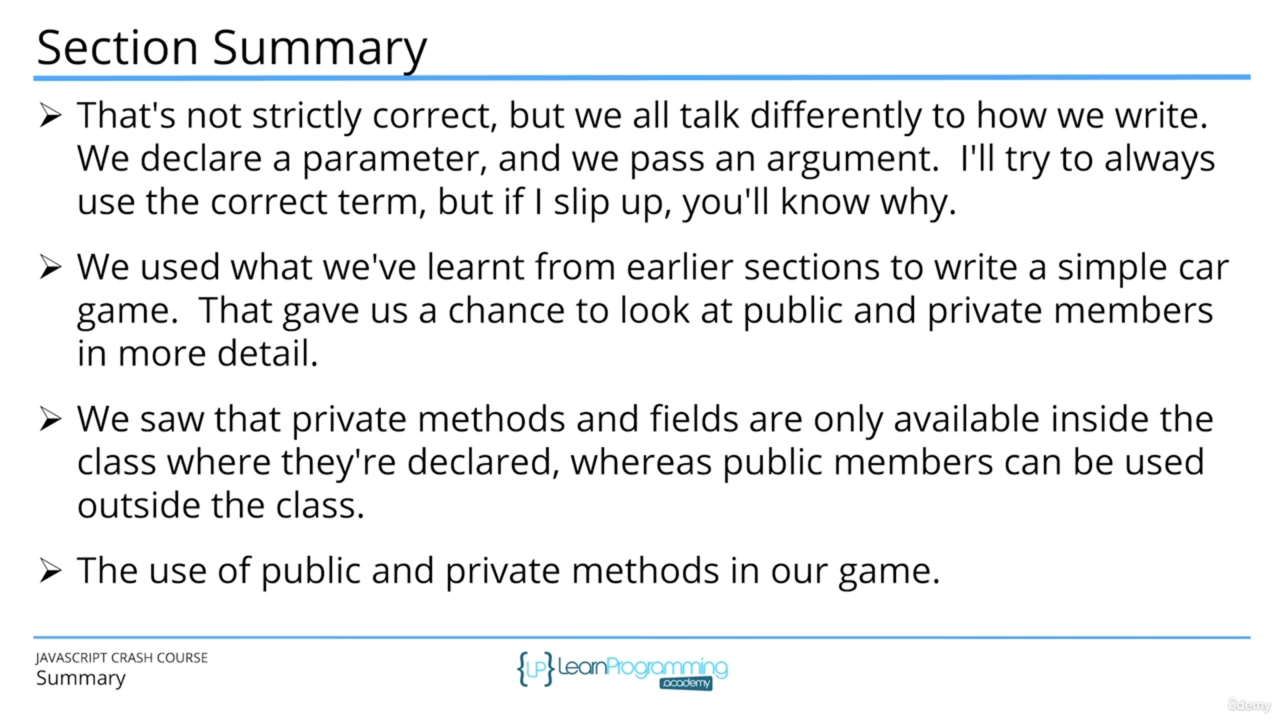 Section Summary
➢ That's not strictly correct, but we all talk differently to how we write.
We declare a parameter, and we pass an argument.  I'll try to always
use the correct term, but if I slip up, you'll know why.
➢ We used what we've learnt from earlier sections to write a simple car
game.  That gave us a chance to look at public and private members
in more detail.
➢ We saw that private methods and fields are only available inside the
class where they're declared, whereas public members can be used
outside the class.
➢ The use of public and private methods in our game.
JAVASCRIPT CRASH COURSE
Summary
{LP} LearnProgramming
.academy
ûdemy